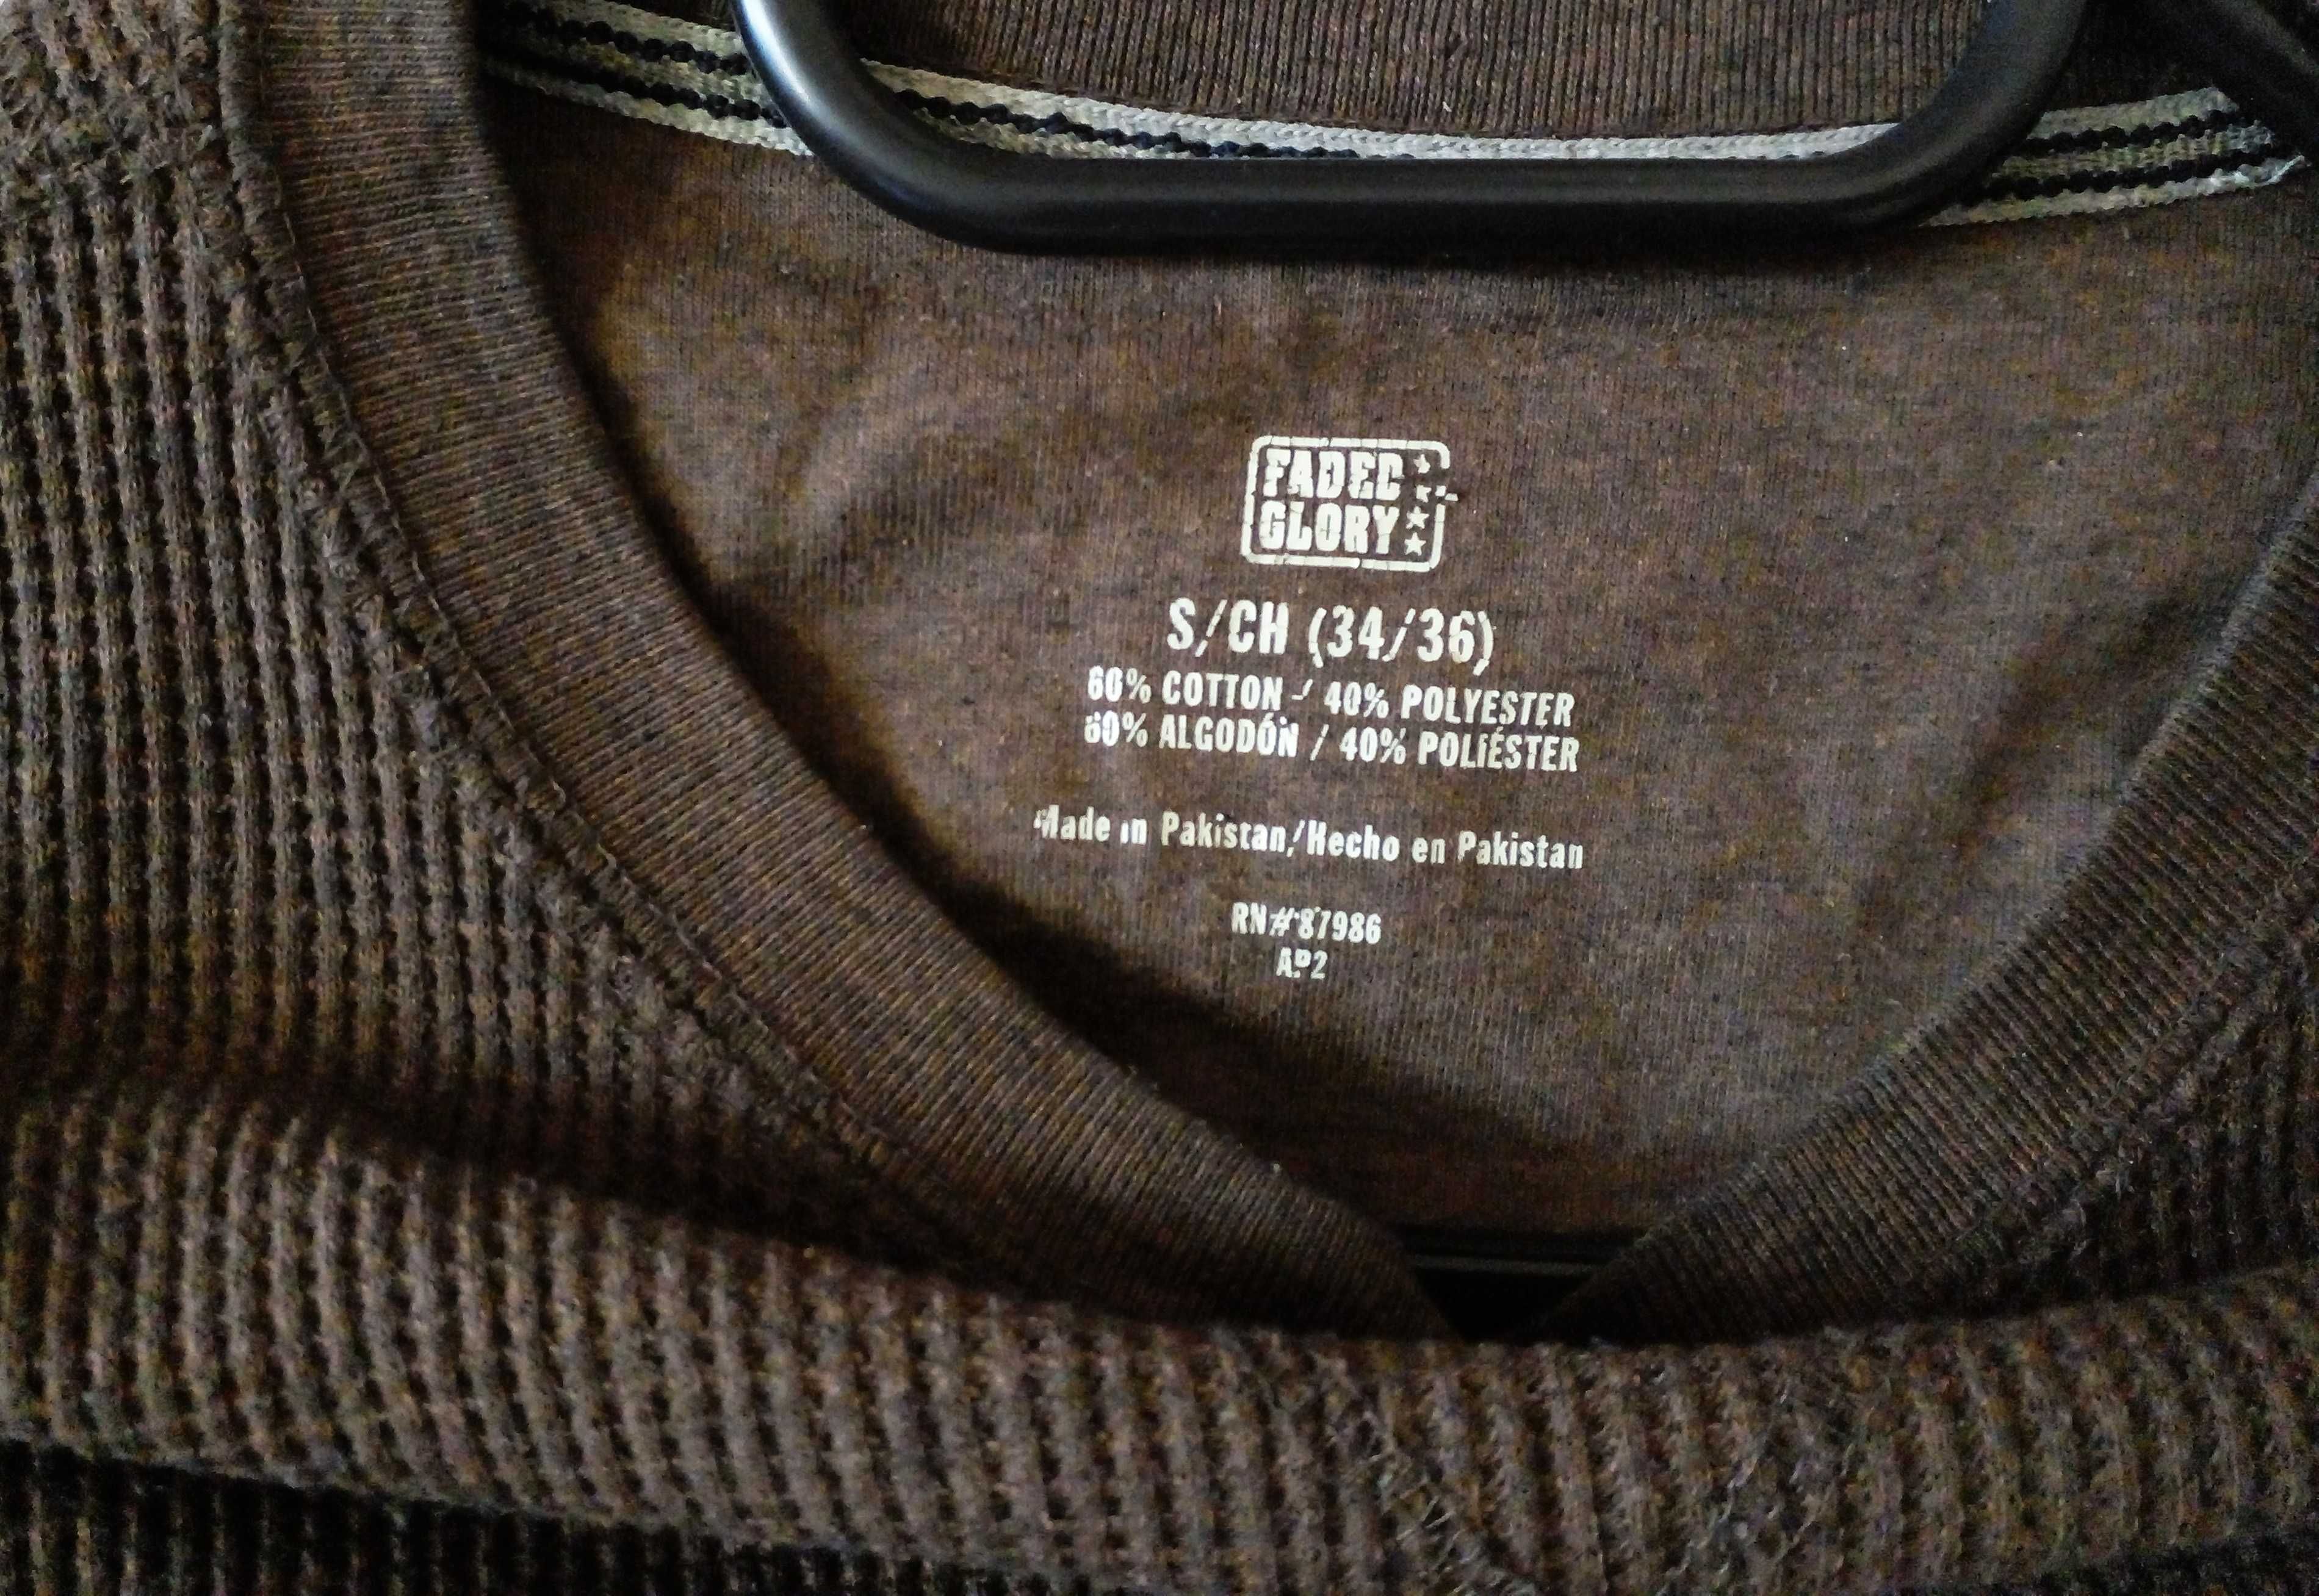 FADED
GLORY
S/CH (34/36)
60% COTTON / 40% POLYESTER
60% ALGODÓN / 40% POLIÉSTER
Made in Pakistan/Hecho en Pakistan
RN# 87986
AP2